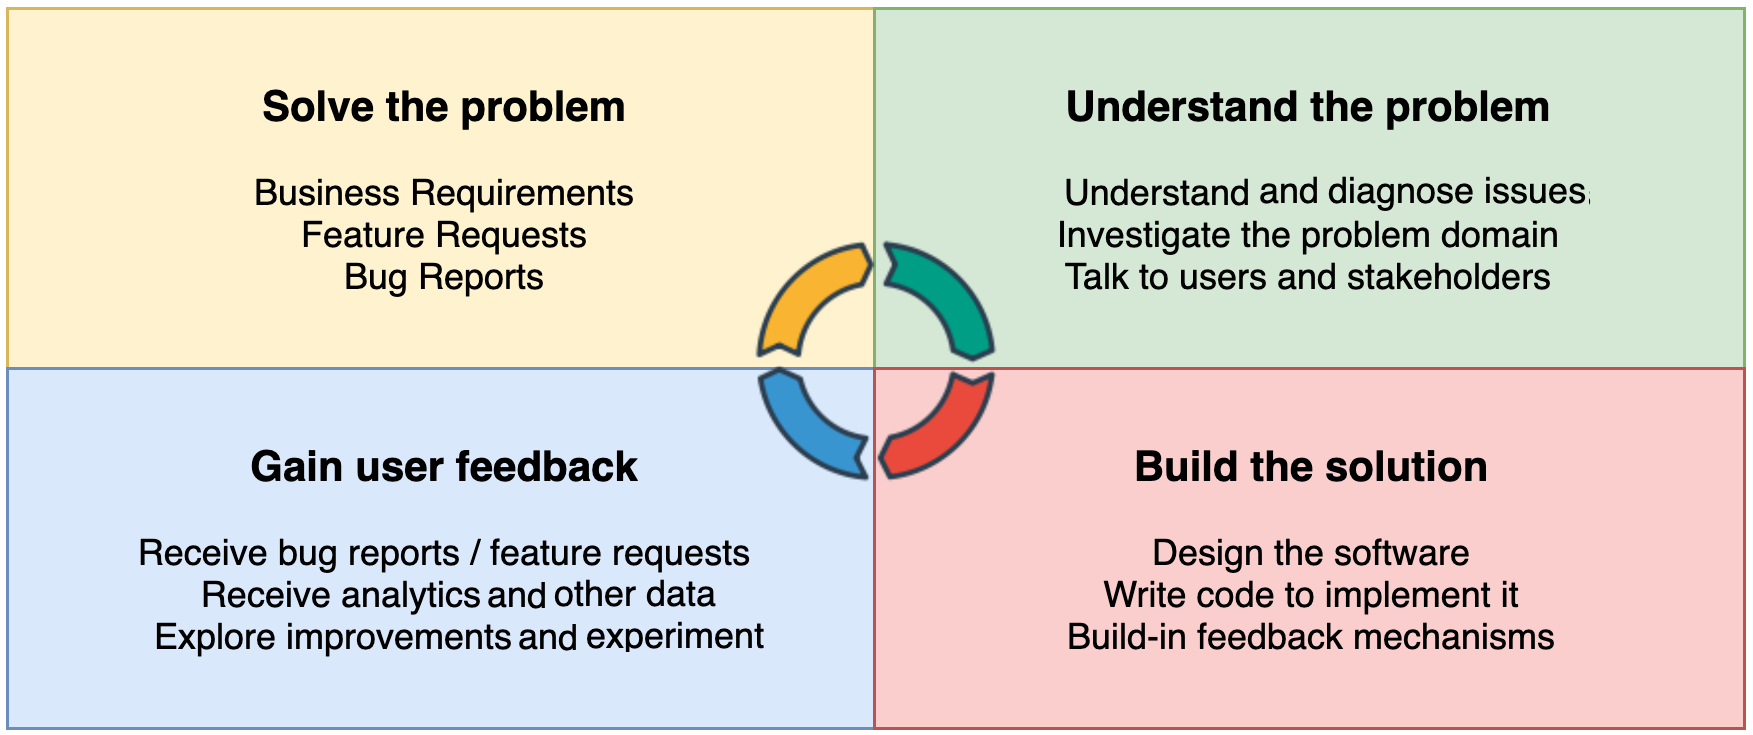 Solve the problem
Business Requirements
Feature Requests
Bug Reports
Understand the problem
Understand and diagnose issues
Investigate the problem domain
Talk to users and stakeholders
Gain user feedback
Receive bug reports / feature requests
Receive analytics and other data
Explore improvements and experiment
Build the solution
Design the software
Write code to implement it
Build-in feedback mechanisms